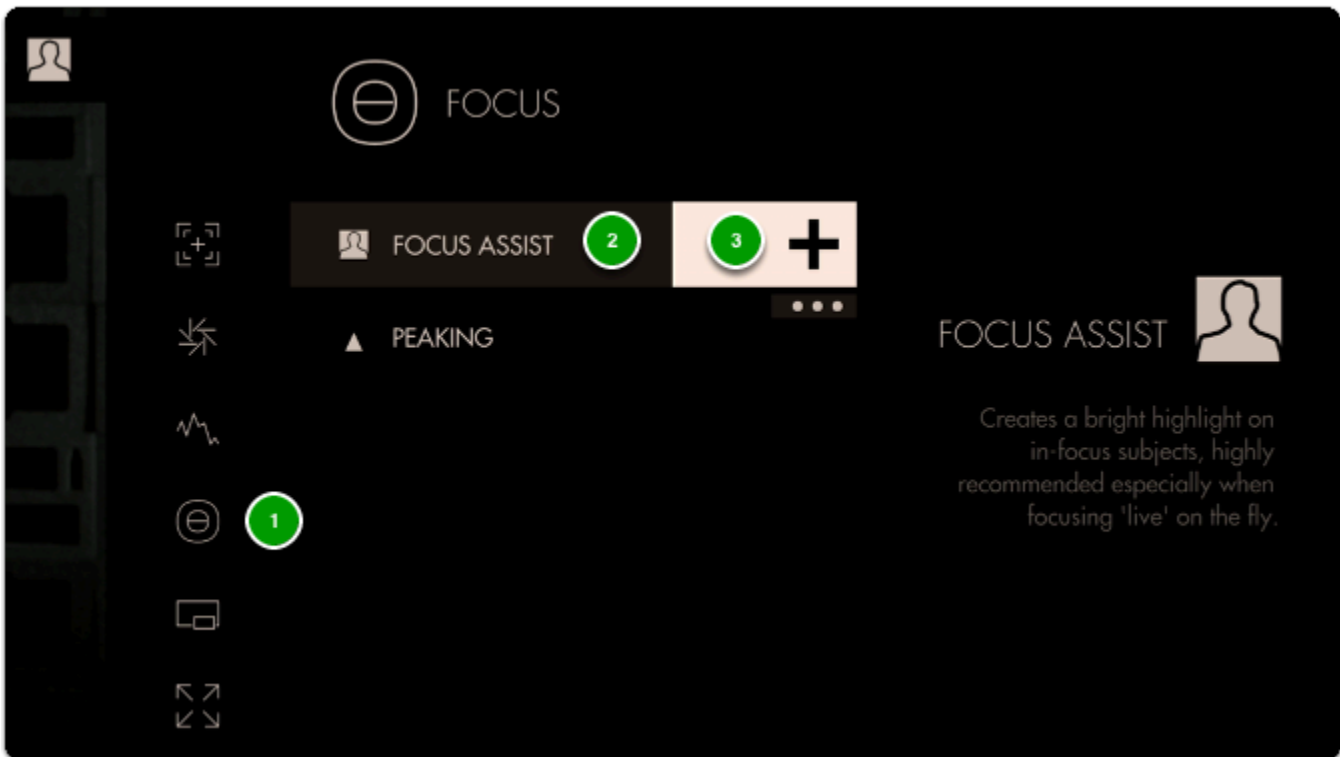 FOCUS
FOCUS ASSIST
2
3
PEAKING
1
FOCUS ASSIST
Creates a bright highlight on
in-focus subjects, highly
recommended especially when
focusing 'live' on the fly.